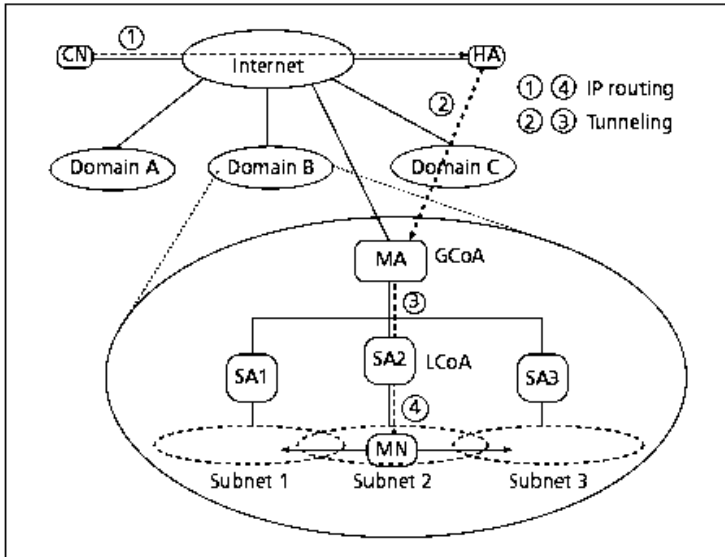 CN
①
Internet
HA
②
① ④ IP routing
② ③ Tunneling
Domain A
Domain B
Domain C
MA
GCoA
③
SA1
SA2
LCoA
SA3
④
MN
Subnet 1
Subnet 2
Subnet 3